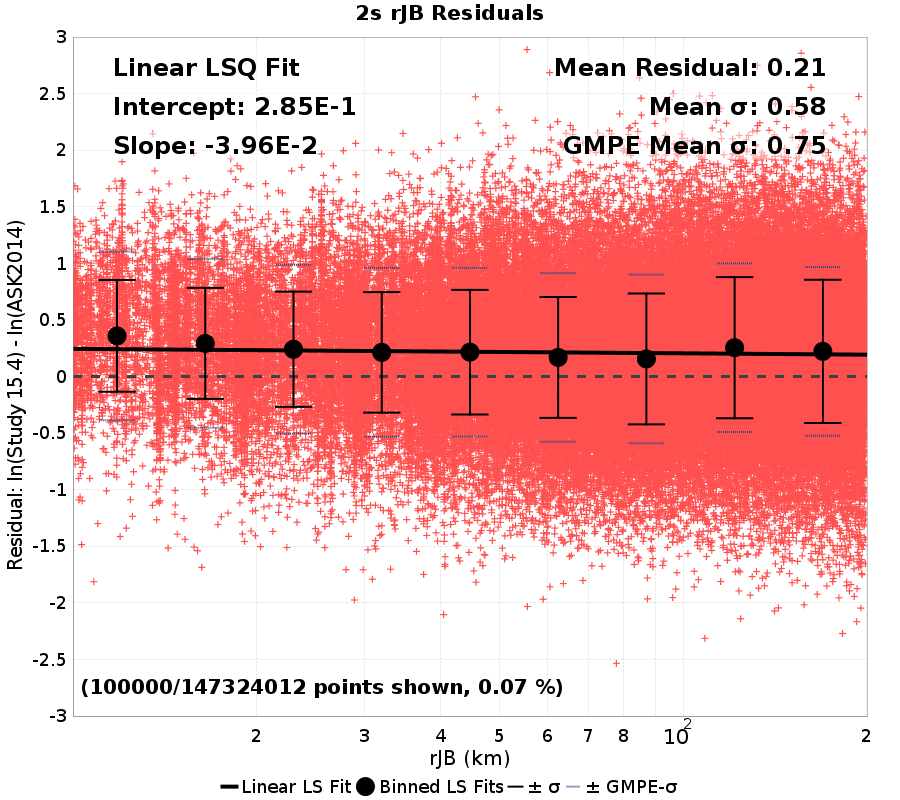 2s rJB Residuals
Linear LSQ Fit
Intercept: 2.85E-1
Slope: -3.96E-2
Mean Residual: 0.21
Mean σ: 0.58
GMPE Mean σ: 0.75
Residual: ln(Study 15.4) - ln(ASK2014)
3
2.5
2
1.5
1
0.5
0
-0.5
-1
-1.5
-2
-2.5
-3
(100000/147324012 points shown, 0.07 %)
2 3 4 5 6 7 8 10² 2
rJB (km)
Linear LS Fit Binned LS Fits ± σ ± GMPE-σ